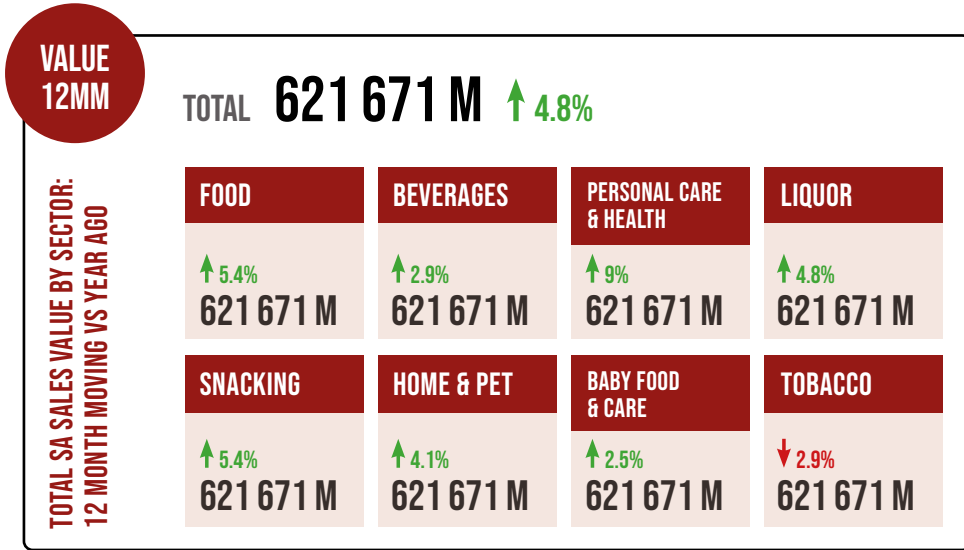 VALUE
12MM
TOTAL 621 671 M 4.8%
TOTAL SA SALES VALUE BY SECTOR:
12 MONTH MOVING VS YEAR AGO
FOOD
5.4%
621 671 M
BEVERAGES
2.9%
621 671 M
PERSONAL CARE
& HEALTH
9%
621 671 M
LIQUOR
4.8%
621 671 M
SNACKING
5.4%
621 671 M
HOME & PET
4.1%
621 671 M
BABY FOOD
& CARE
2.5%
621 671 M
TOBACCO
2.9%
621 671 M